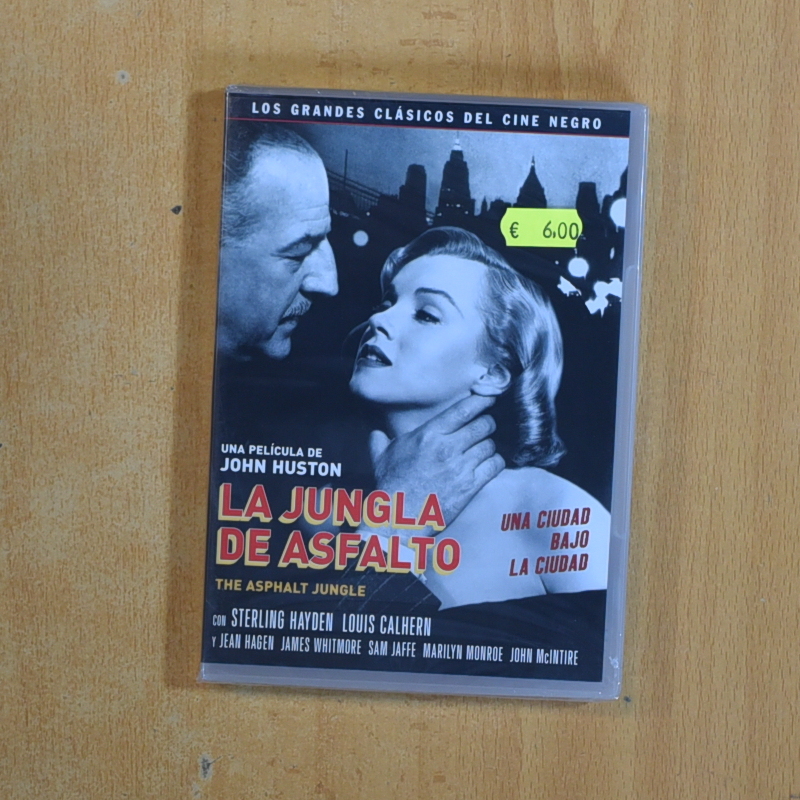 LOS GRANDES CLÁSICOS DEL CINE NEGRO
€ 6,00
UNA PELÍCULA DE
JOHN HUSTON
LA JUNGLA
DE ASFALTO
THE ASPHALT JUNGLE
UNA CIUDAD
BAJO
LA CIUDAD
CON STERLING HAYDEN LOUIS CALHERN
Y JEAN HAGEN JAMES WHITMORE SAM JAFFE MARILYN MONROE JOHN McINTIRE